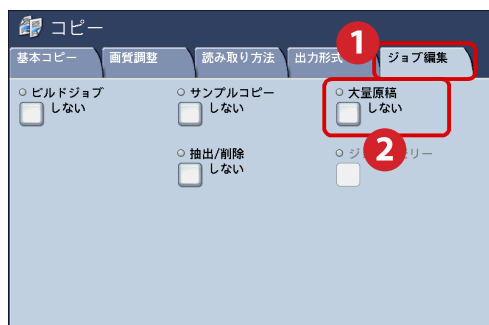 コピー
基本コピー 画質調整 読み取り方法 出力形式 ジョブ編集
1
ビルドジョブ サンプルコピー 大量原稿
しない しない しない
2
抽出/削除
しない